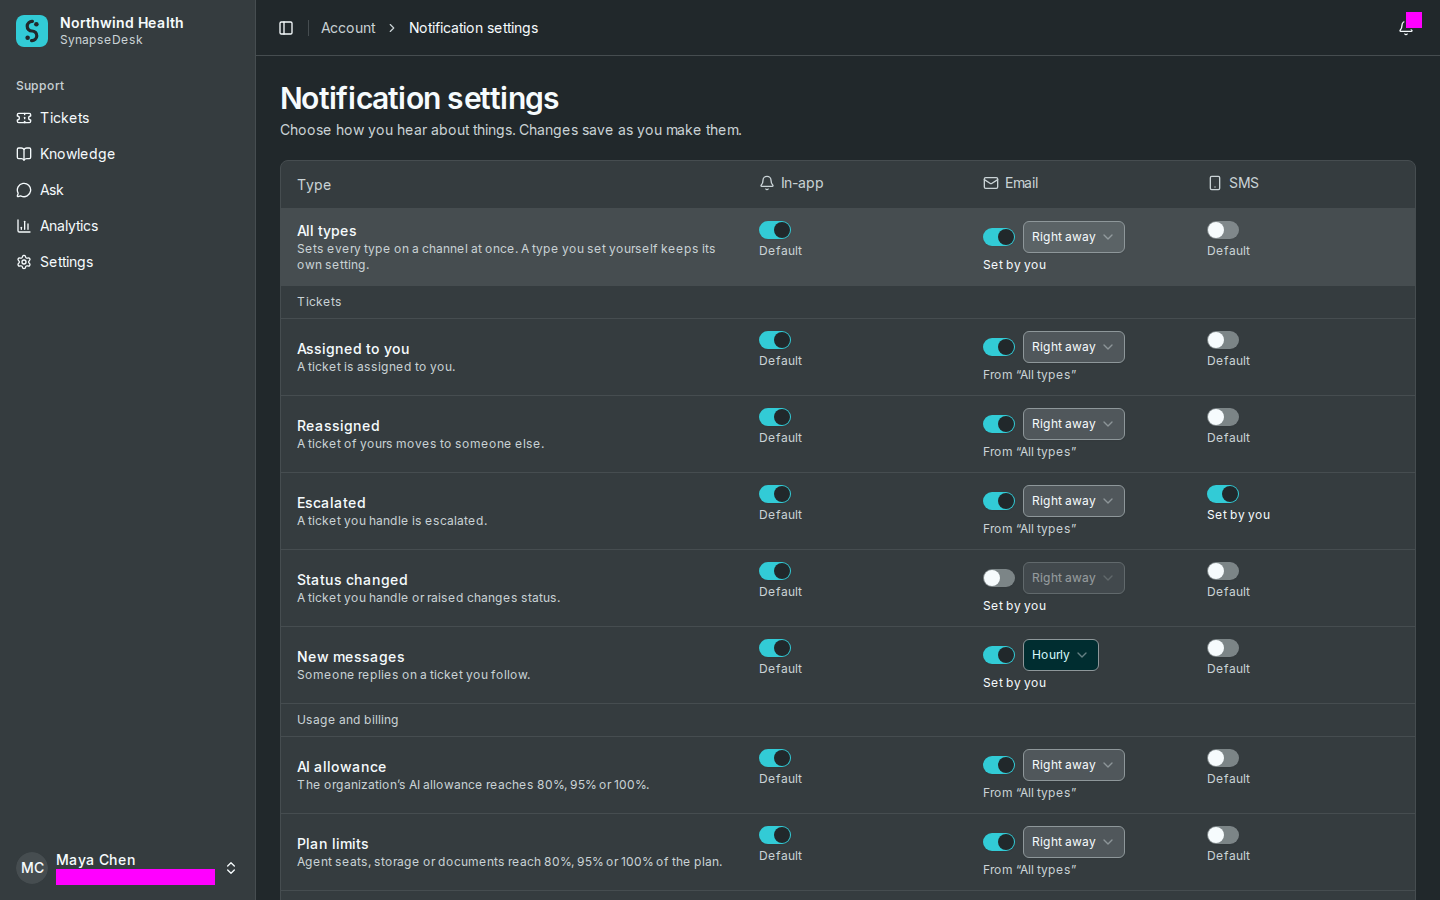 Northwind Health
SynapseDesk
Support
Tickets
Knowledge
Ask
Analytics
Settings
MC
Maya Chen
Account
Notification settings
Notification settings
Choose how you hear about things. Changes save as you make them.
Type
In-app
Email
SMS
All types
Sets every type on a channel at once. A type you set yourself keeps its
own setting.
Default
Right away
Set by you
Default
Tickets
Assigned to you
A ticket is assigned to you.
Default
Right away
From “All types”
Default
Reassigned
A ticket of yours moves to someone else.
Default
Right away
From “All types”
Default
Escalated
A ticket you handle is escalated.
Default
Right away
From “All types”
Set by you
Status changed
A ticket you handle or raised changes status.
Default
Right away
Set by you
Default
New messages
Someone replies on a ticket you follow.
Default
Hourly
Set by you
Default
Usage and billing
AI allowance
The organization’s AI allowance reaches 80%, 95% or 100%.
Default
Right away
From “All types”
Default
Plan limits
Agent seats, storage or documents reach 80%, 95% or 100% of the plan.
Default
Right away
From “All types”
Default